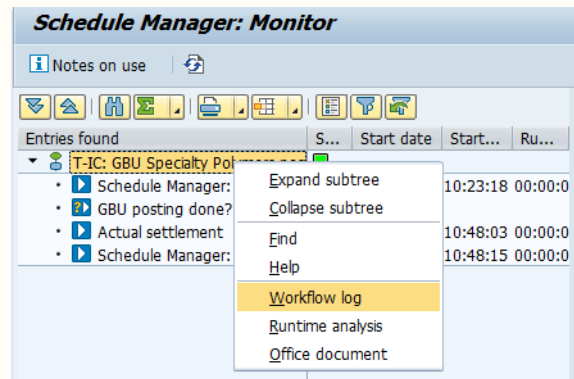 Schedule Manager: Monitor
Notes on use
Entries found S... Start date Start... Ru...
T-IC: GBU Specialty Polymers
Schedule Manager: 10:23:18 00:00:0
GBU posting done?
Actual settlement 10:48:03 00:00:0
Schedule Manager: 10:48:15 00:00:0
Expand subtree
Collapse subtree
Find
Help
Workflow log
Runtime analysis
Office document